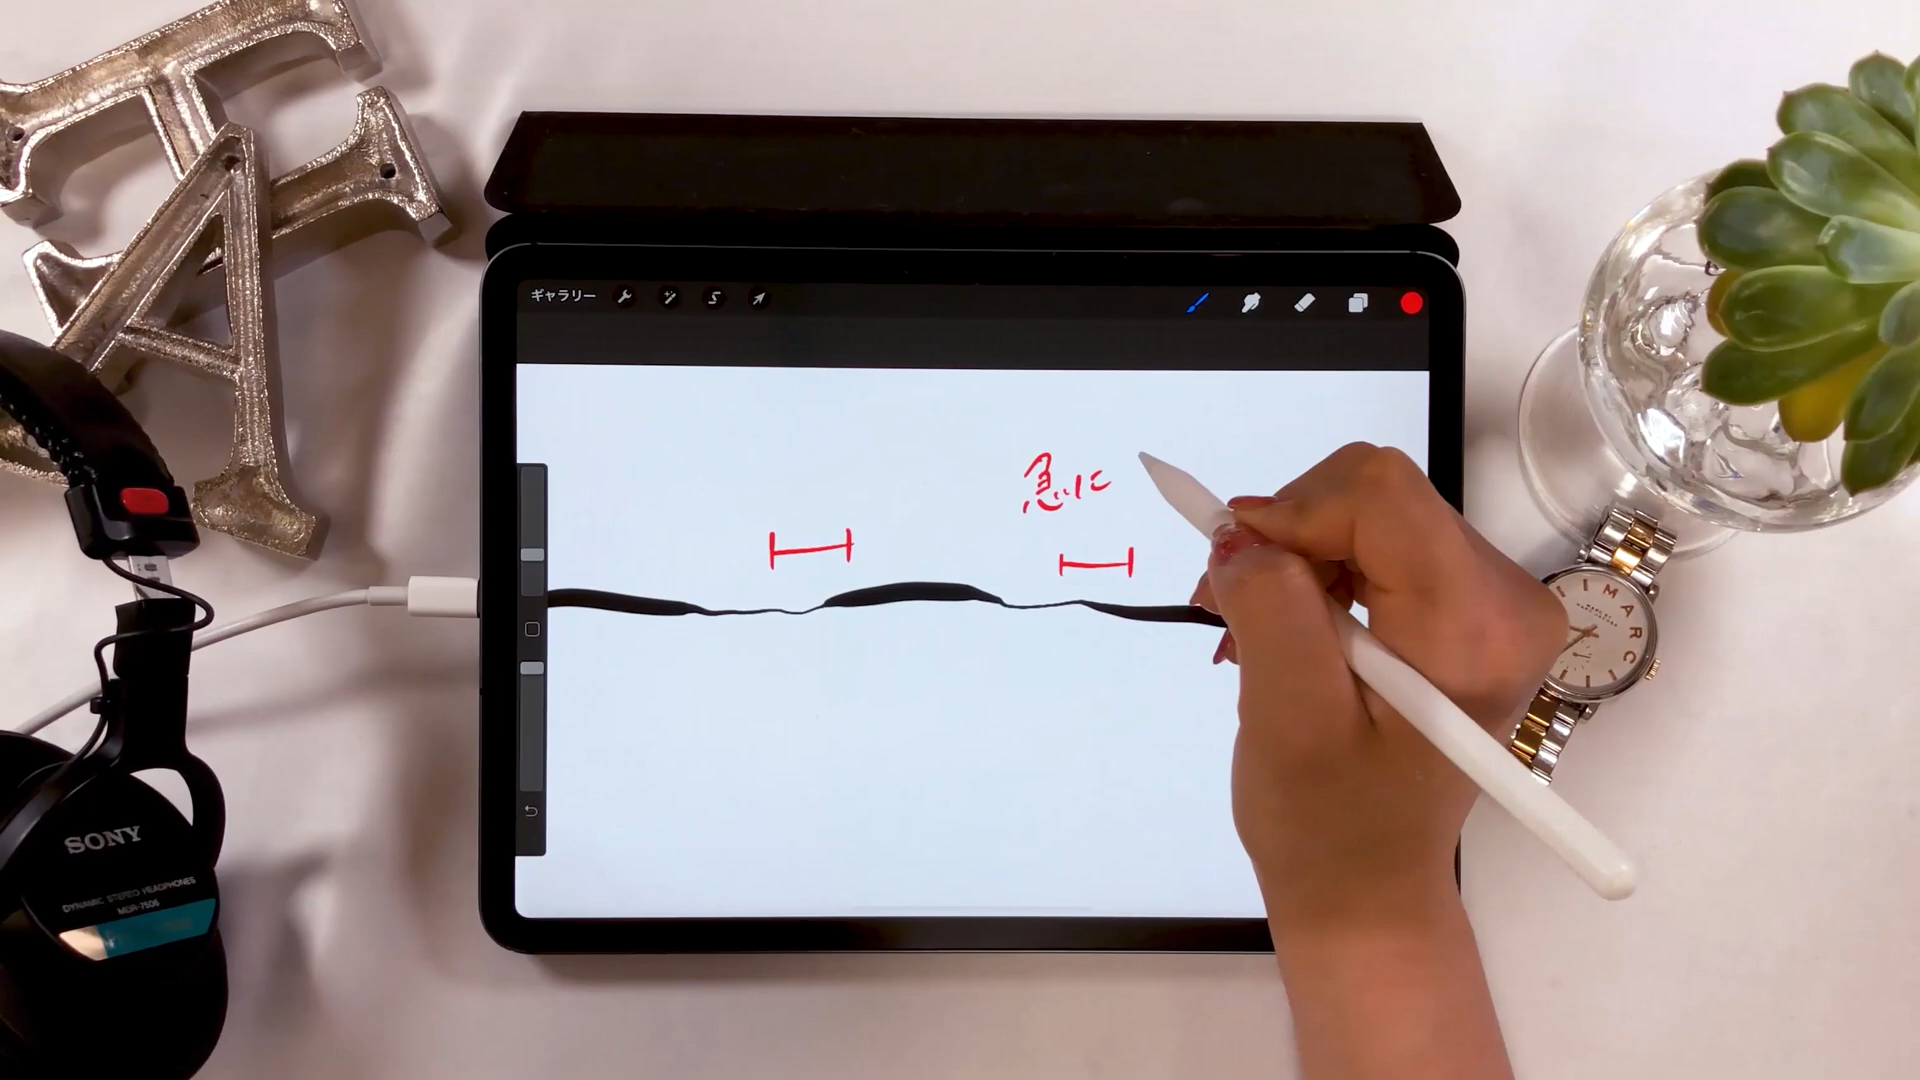 ギャラリー
急に
SONY
DYNAMIC STEREO HEADPHONES
MDR-7506
MARC